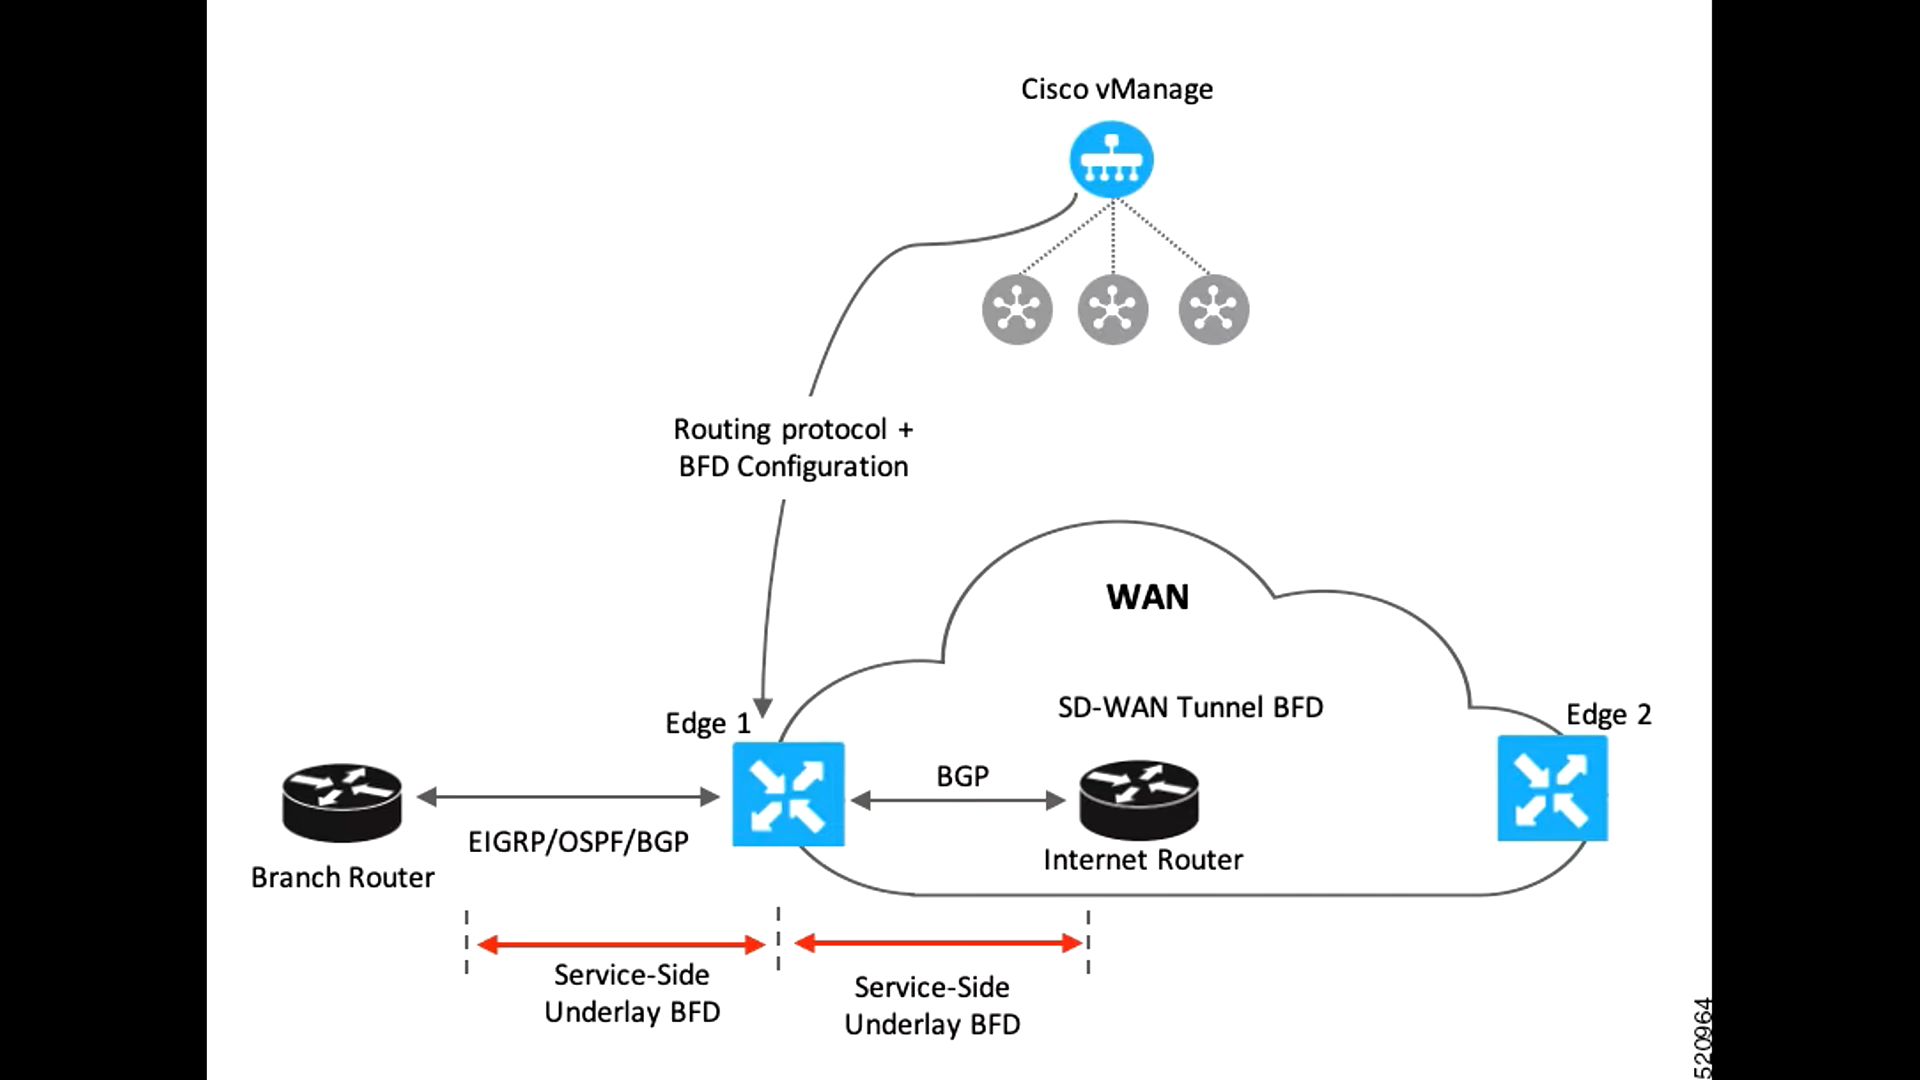 Cisco vManage
Routing protocol +
BFD Configuration
WAN
SD-WAN Tunnel BFD
Edge 1
Edge 2
BGP
EIGRP/OSPF/BGP
Internet Router
Branch Router
Service-Side
Underlay BFD
Service-Side
Underlay BFD
520964